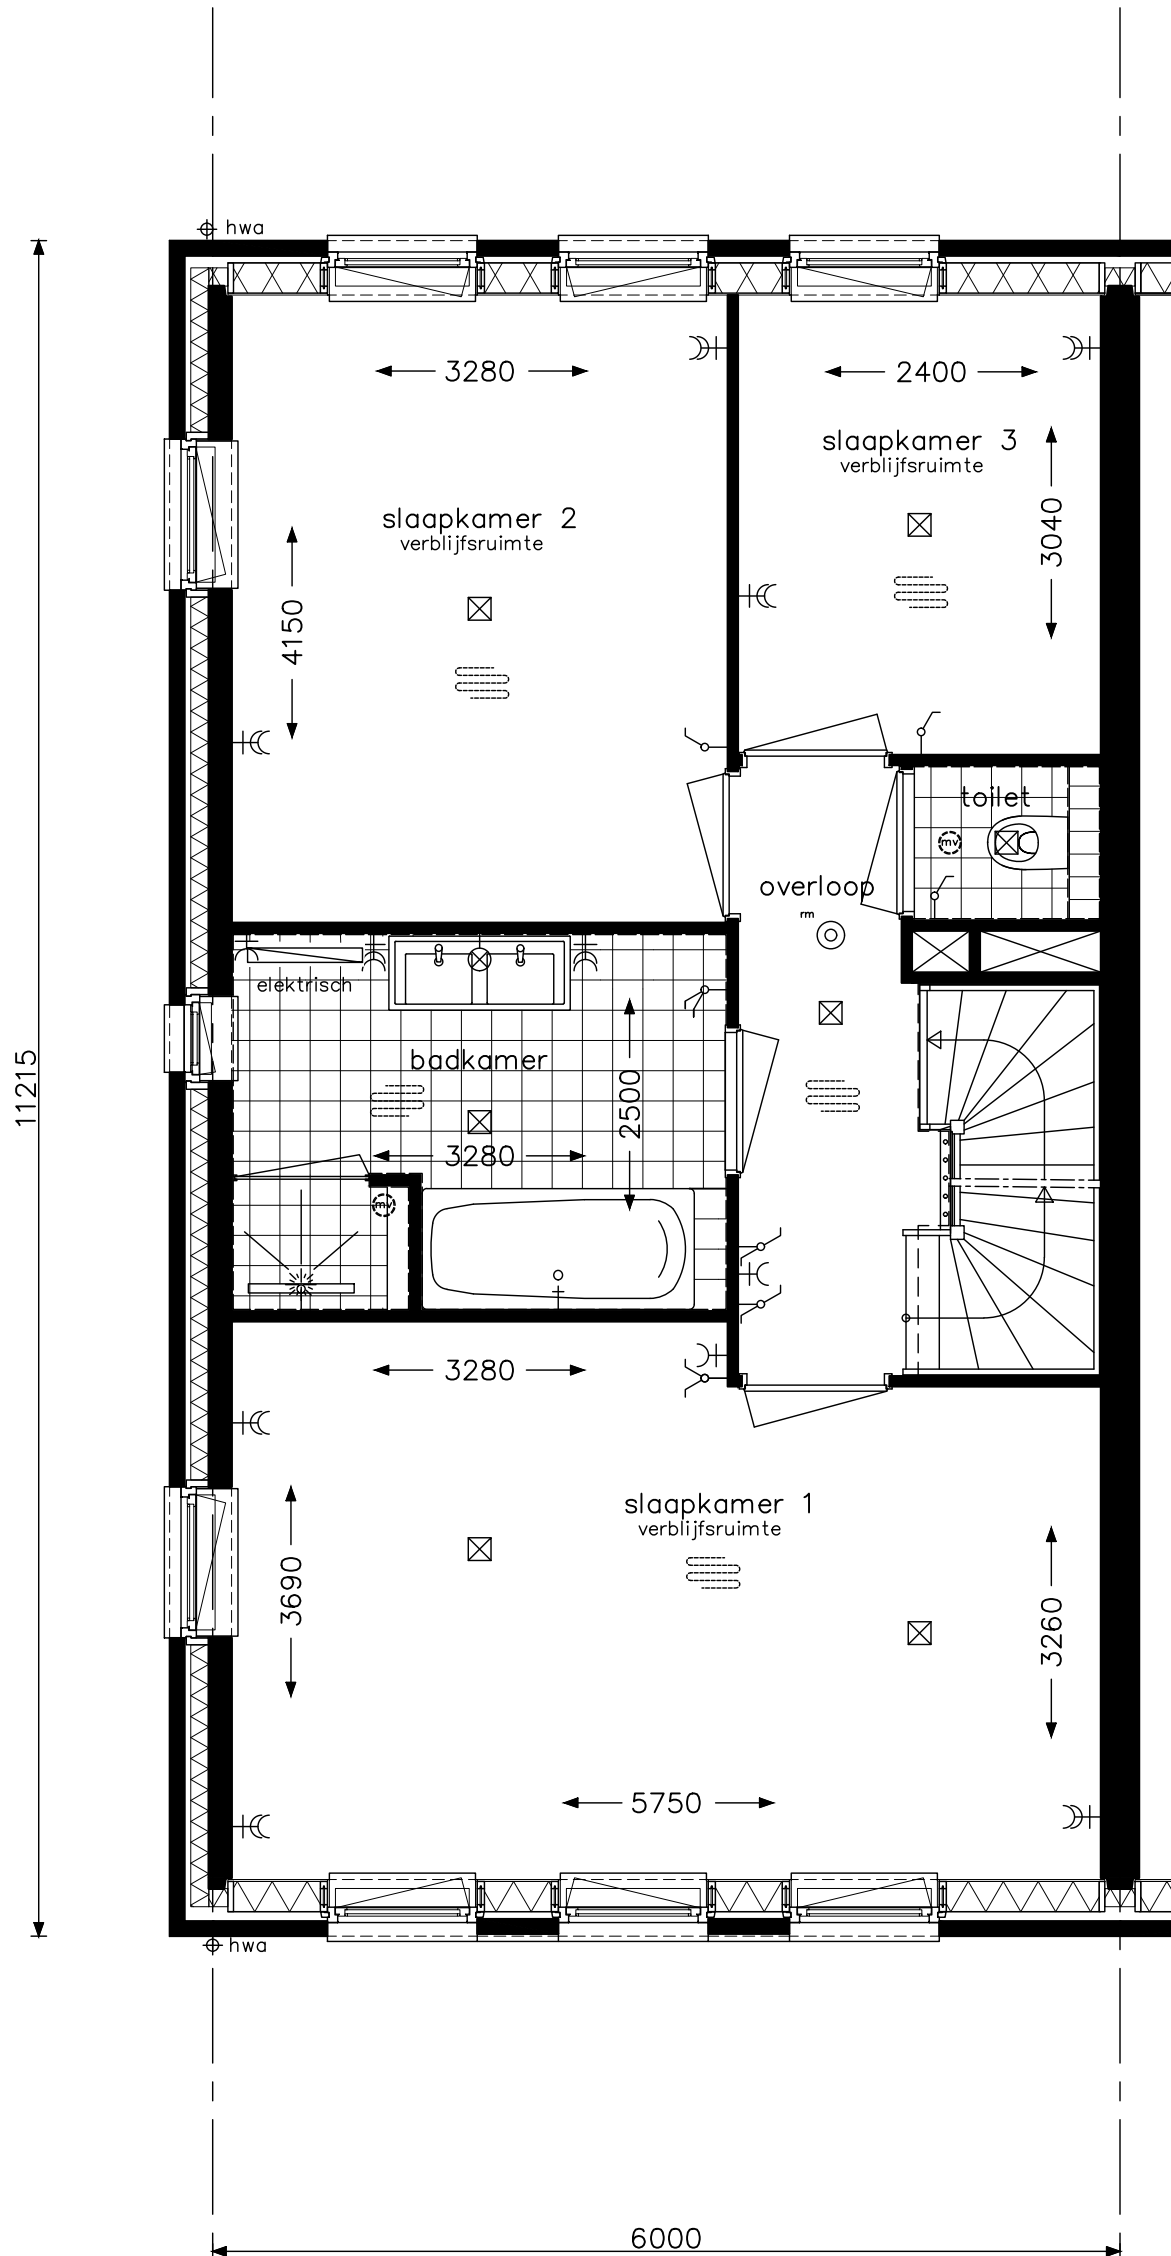 hwa
3280
2400
slaapkamer 3
verblijfsruimte
slaapkamer 2
verblijfsruimte
3040
4150
toilet
mv
overloop
rm
elektrisch
badkamer
11215
2500
3280
mv
3280
slaapkamer 1
verblijfsruimte
3690
3260
5750
hwa
6000